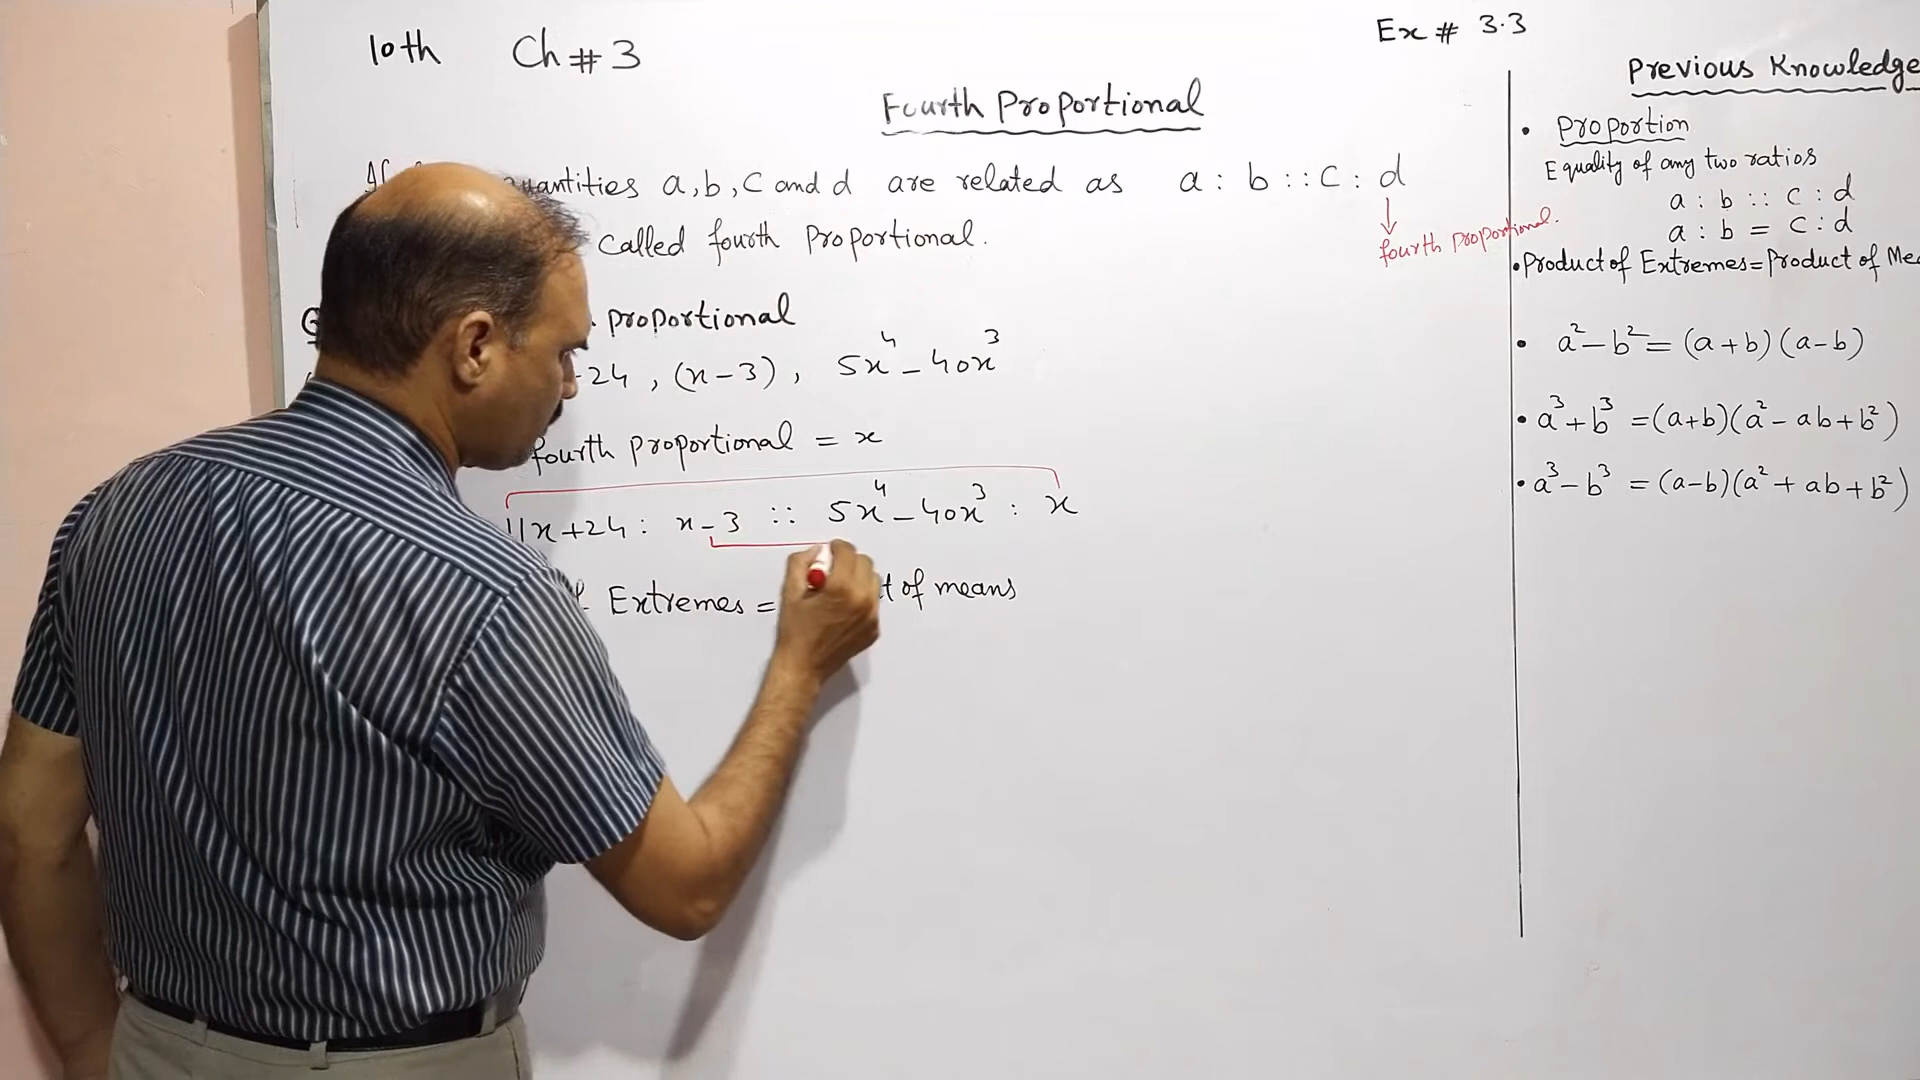 10th Ch # 3
Ex # 3.3
Fourth Proportional
If quantities a, b, c and d are related as a : b :: c : d
called fourth proportional.
fourth proportional.
proportional
-24 , (x-3) , 5x⁴ - 40x³
fourth proportional = x
11x+24 : x-3 :: 5x⁴ - 40x³ : x
of Extremes = of means
Previous Knowledge
• Proportion
Equality of any two ratios
a : b :: c : d
a : b = c : d
• Product of Extremes = Product of
• a² - b² = (a+b)(a-b)
• a³ + b³ = (a+b)(a² - ab + b²)
• a³ - b³ = (a-b)(a² + ab + b²)